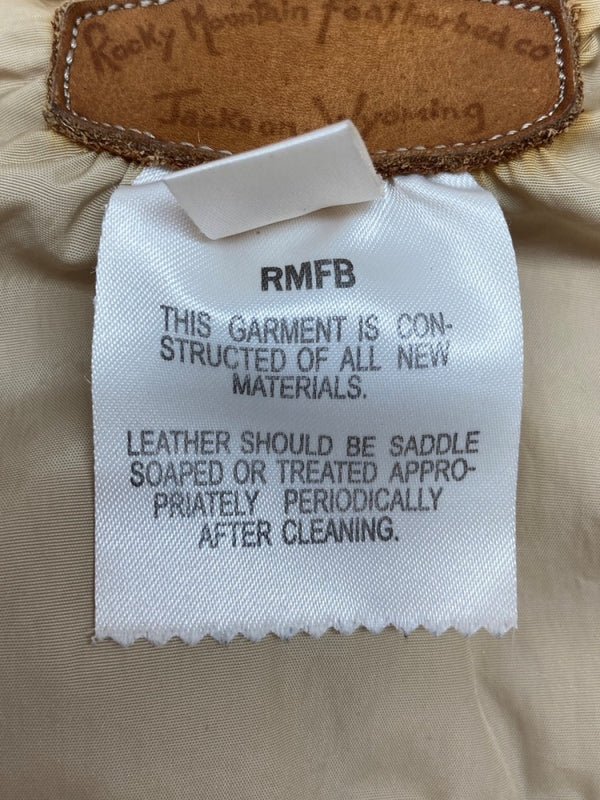 Rocky Mountain Featherbed co
Jackson Wyoming
RMFB
THIS GARMENT IS CON-
STRUCTED OF ALL NEW
MATERIALS.
LEATHER SHOULD BE SADDLE
SOAPED OR TREATED APPRO-
PRIATELY PERIODICALLY
AFTER CLEANING.